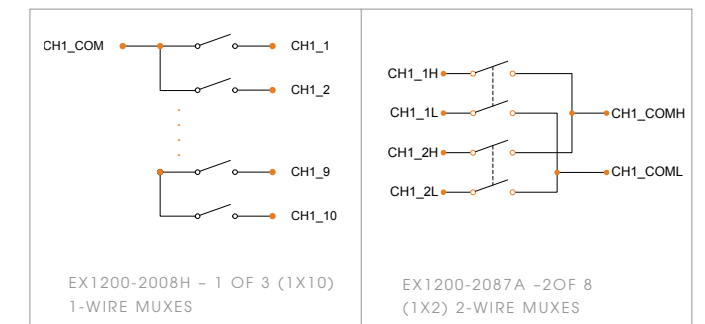 CH1_COM
CH1_1
CH1_2
CH1_9
CH1_10
EX1200-2008H – 1 OF 3 (1X10)
1-WIRE MUXES
CH1_1H
CH1_1L
CH1_2H
CH1_2L
CH1_COMH
CH1_COML
EX1200-2087A –2OF 8
(1X2) 2-WIRE MUXES